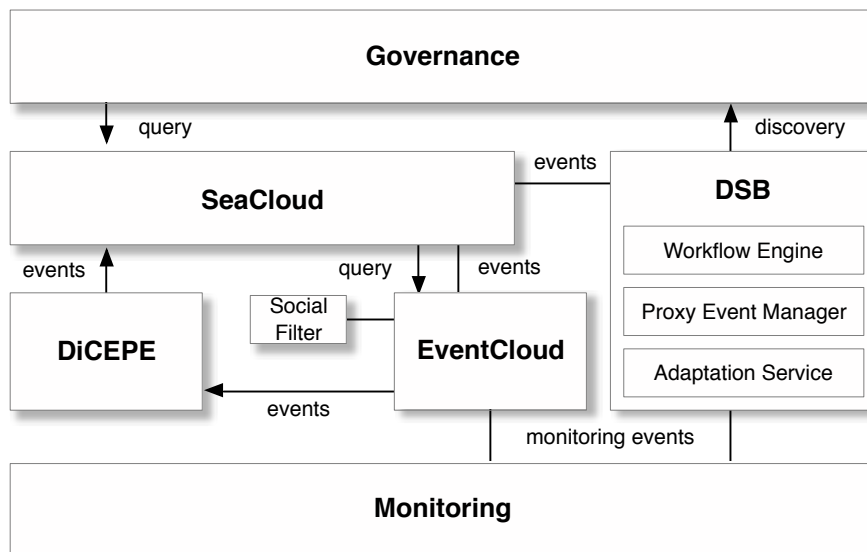 Governance
query
discovery
SeaCloud
events
DSB
Workflow Engine
Proxy Event Manager
Adaptation Service
events
query
events
DiCEPE
Social
Filter
EventCloud
events
monitoring events
Monitoring